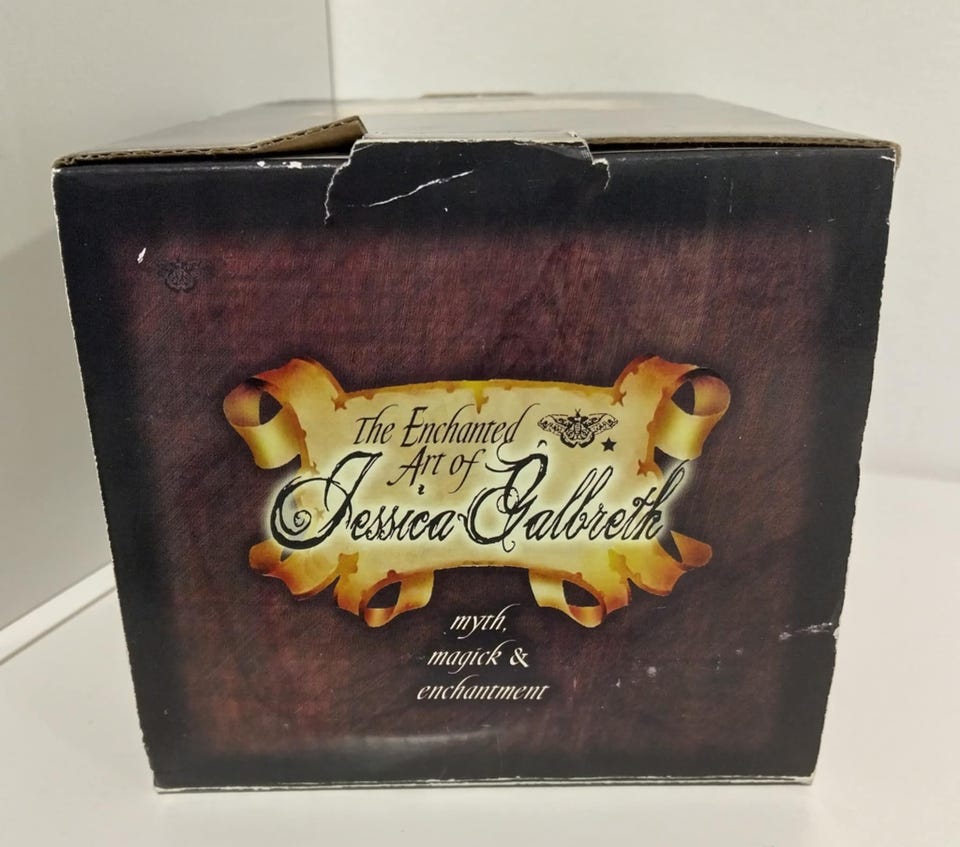 The Enchanted
Art of
Jessica Galbreth
myth,
magick &
enchantment